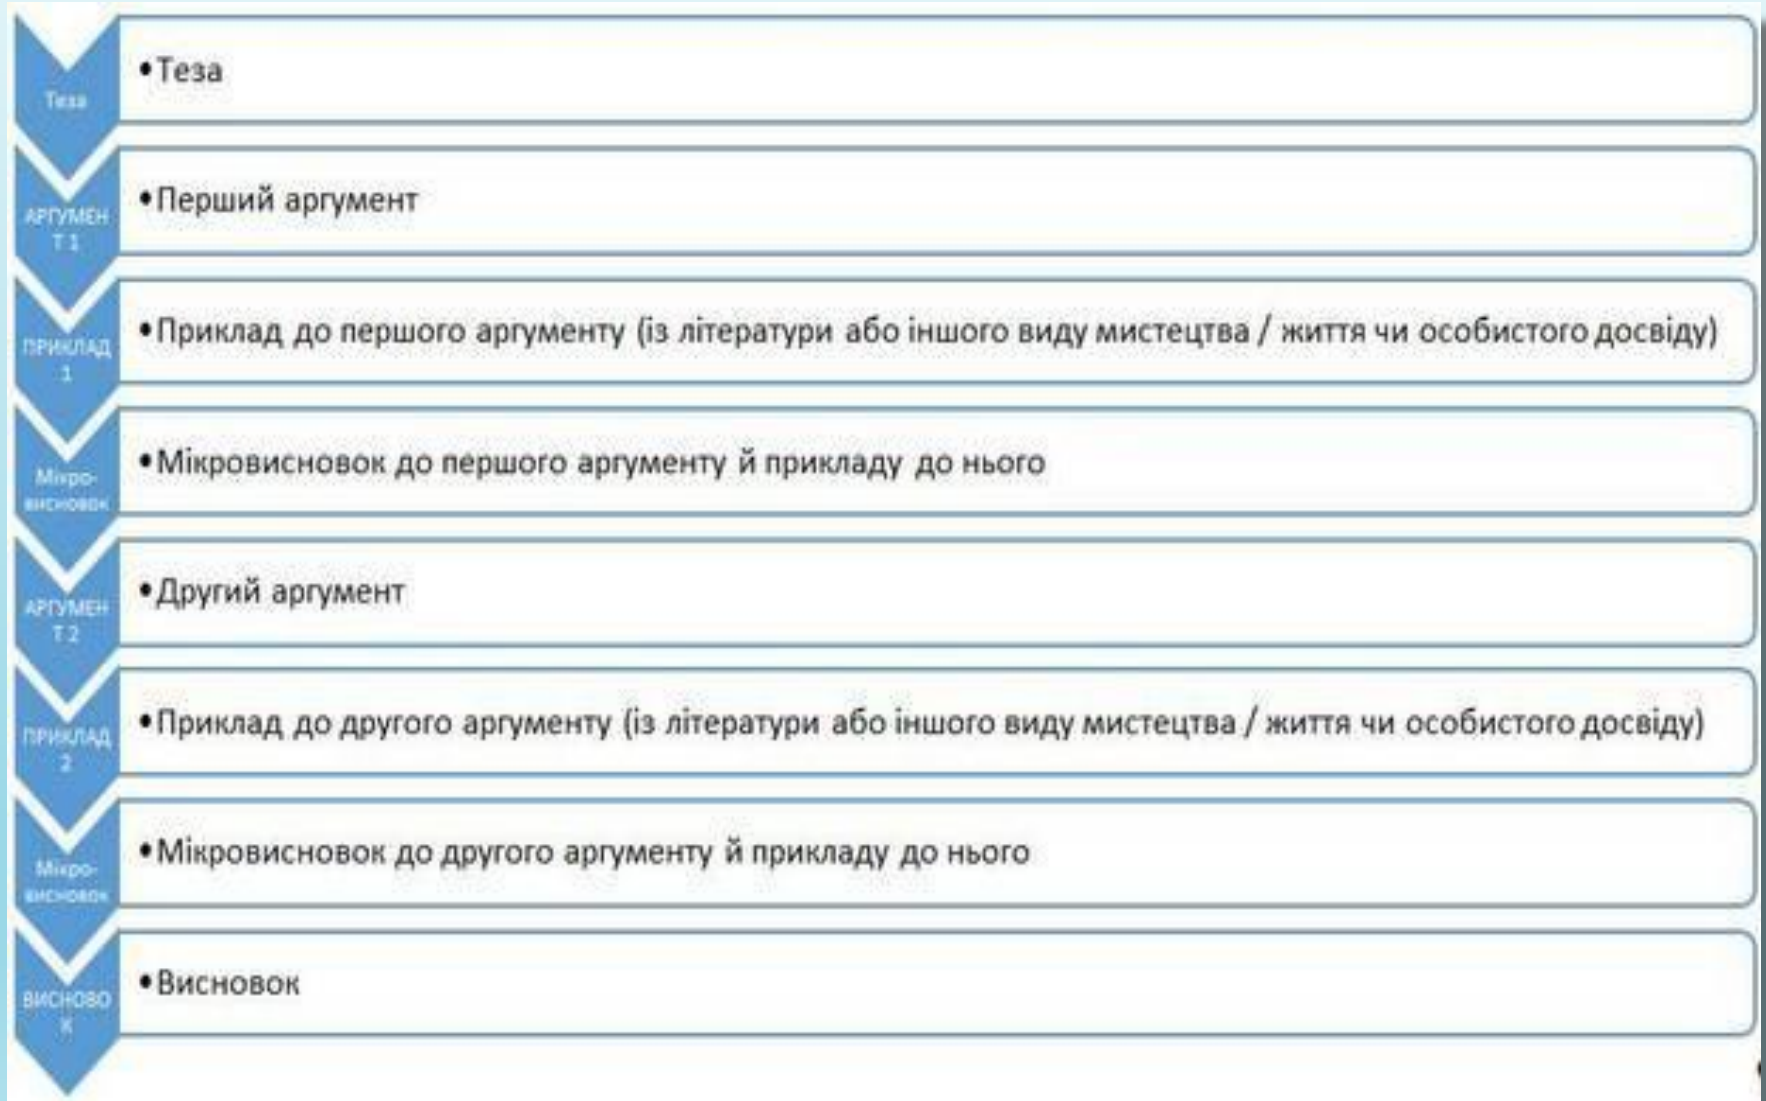 Теза
•Теза
АРГУМЕН
Т 1
•Перший аргумент
ПРИКЛАД
1
•Приклад до першого аргументу (із літератури або іншого виду мистецтва / життя чи особистого досвіду)
Мікро-
висновок
•Мікровисновок до першого аргументу й прикладу до нього
АРГУМЕН
Т 2
•Другий аргумент
ПРИКЛАД
2
•Приклад до другого аргументу (із літератури або іншого виду мистецтва / життя чи особистого досвіду)
Мікро-
висновок
•Мікровисновок до другого аргументу й прикладу до нього
ВИСНОВО
К
•Висновок